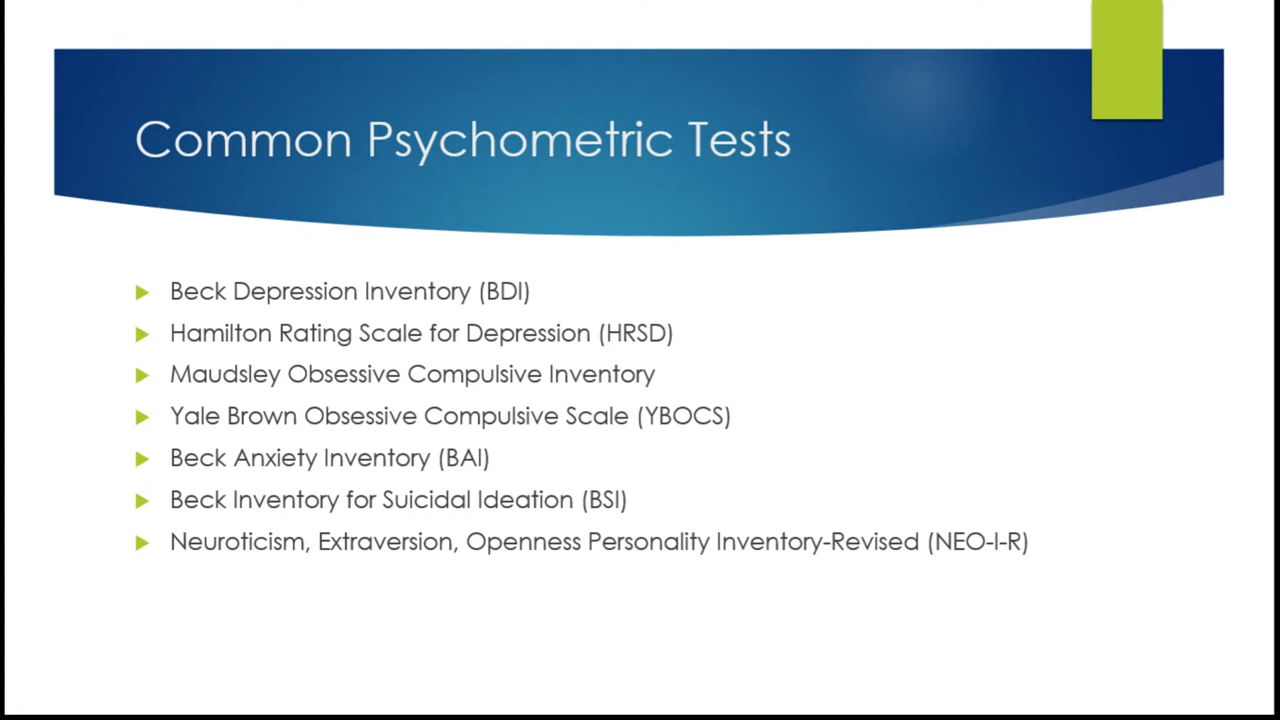 Common Psychometric Tests
Beck Depression Inventory (BDI)
Hamilton Rating Scale for Depression (HRSD)
Maudsley Obsessive Compulsive Inventory
Yale Brown Obsessive Compulsive Scale (YBOCS)
Beck Anxiety Inventory (BAI)
Beck Inventory for Suicidal Ideation (BSI)
Neuroticism, Extraversion, Openness Personality Inventory-Revised (NEO-I-R)